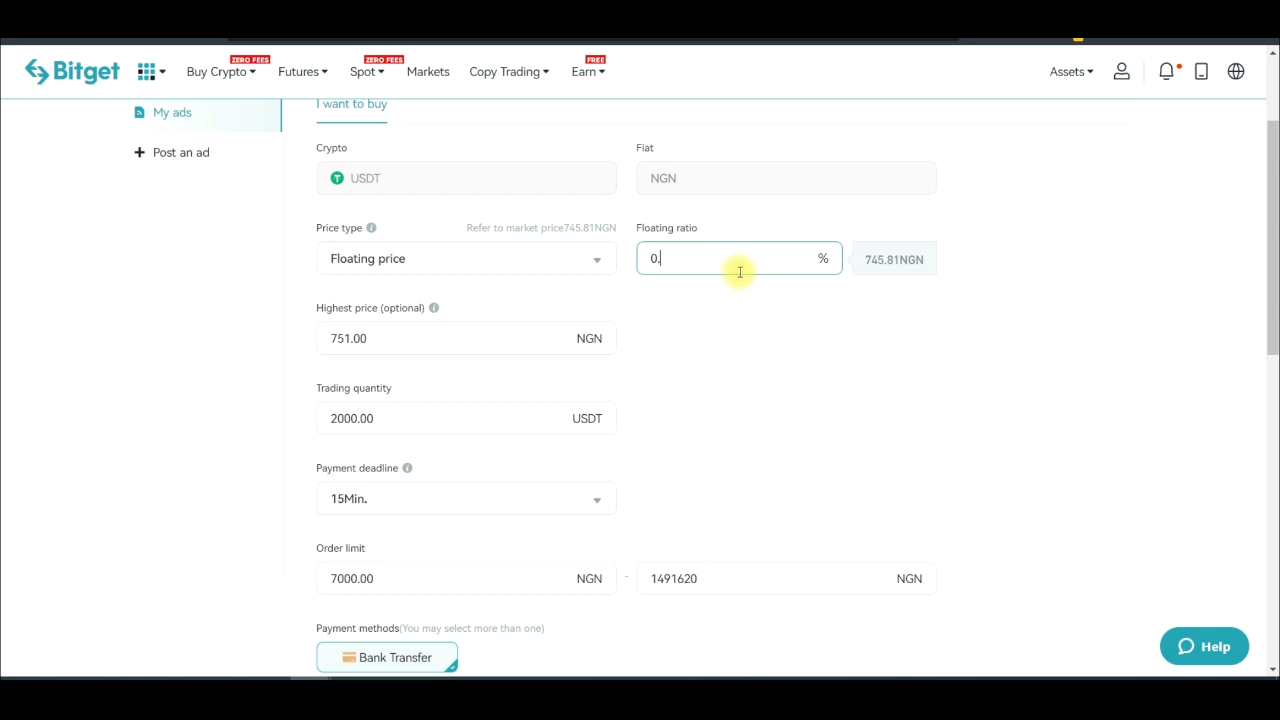 Bitget
ZERO FEES ZERO FEES FREE
Buy Crypto Futures Spot Markets Copy Trading Earn Assets
My ads
I want to buy
+ Post an ad
Crypto Fiat
USDT NGN
Price type Refer to market price745.81NGN Floating ratio
Floating price 0. % 745.81NGN
Highest price (optional)
751.00 NGN
Trading quantity
2000.00 USDT
Payment deadline
15Min.
Order limit
7000.00 NGN - 1491620 NGN
Payment methods(You may select more than one)
Bank Transfer
Help